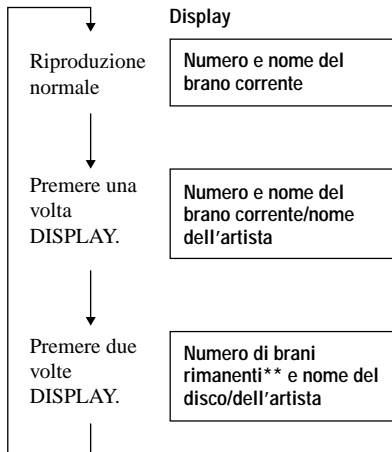 Display
Riproduzione
normale
Numero e nome del
brano corrente
Premere una
volta
DISPLAY.
Numero e nome del
brano corrente/nome
dell'artista
Premere due
volte
DISPLAY.
Numero di brani
rimanenti** e nome del
disco/dell'artista